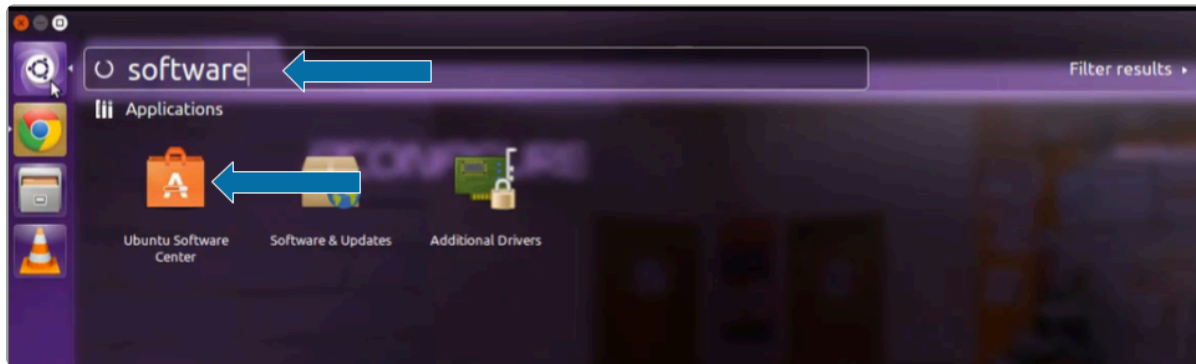 software
Filter results
Applications
Ubuntu Software
Center
Software & Updates
Additional Drivers